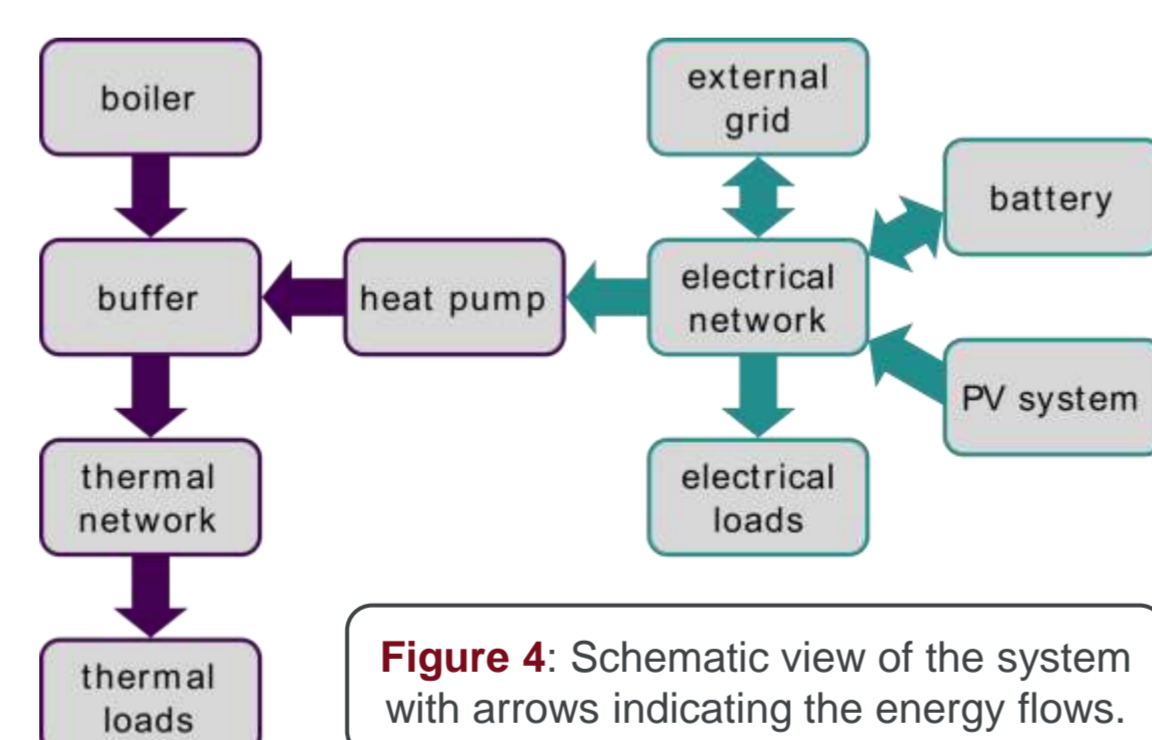 boiler
external
grid
battery
buffer
heat pump
electrical
network
PV system
thermal
network
electrical
loads
thermal
loads
Figure 4: Schematic view of the system
with arrows indicating the energy flows.